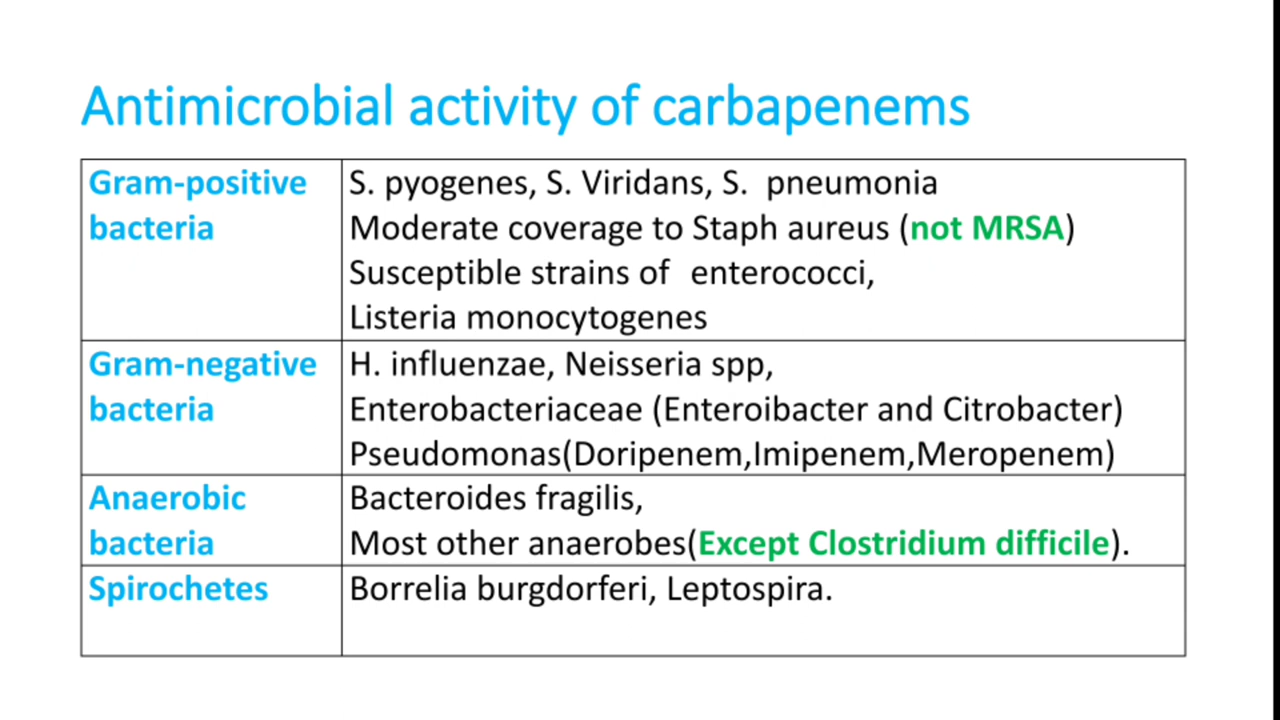 Antimicrobial activity of carbapenems
Gram-positive
bacteria
S. pyogenes, S. Viridans, S. pneumonia
Moderate coverage to Staph aureus (not MRSA)
Susceptible strains of enterococci,
Listeria monocytogenes
Gram-negative
bacteria
H. influenzae, Neisseria spp,
Enterobacteriaceae (Enteroibacter and Citrobacter)
Pseudomonas(Doripenem,Imipenem,Meropenem)
Anaerobic
bacteria
Bacteroides fragilis,
Most other anaerobes(Except Clostridium difficile).
Spirochetes
Borrelia burgdorferi, Leptospira.